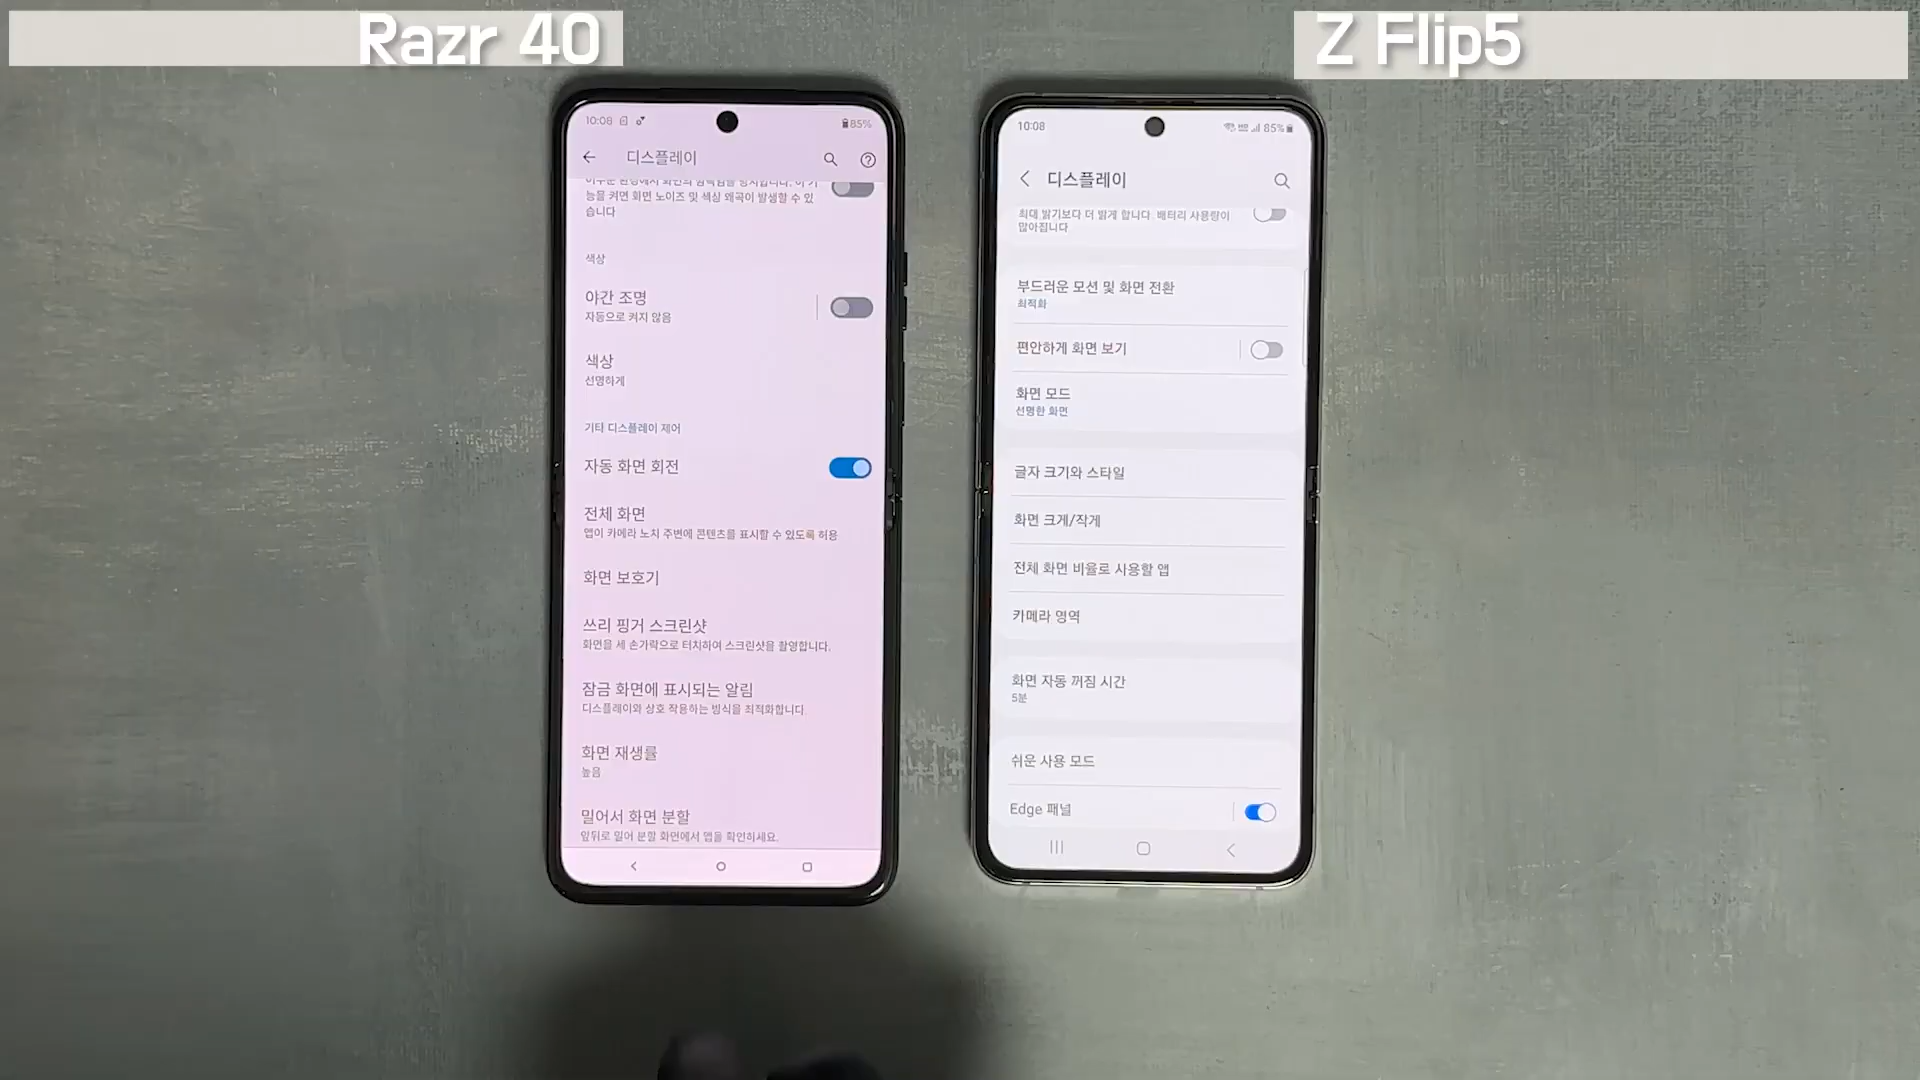 Razr 40
Z Flip5
10:08
85%
디스플레이
능을 켜면 화면 노이즈 및 색상 왜곡이 발생할 수 있
습니다
색상
야간 조명
자동으로 켜지 않음
색상
선명하게
기타 디스플레이 제어
자동 화면 회전
전체 화면
앱이 카메라 노치 주변에 콘텐츠를 표시할 수 있도록 허용
화면 보호기
쓰리 핑거 스크린샷
화면을 세 손가락으로 터치하여 스크린샷을 촬영합니다.
잠금 화면에 표시되는 알림
디스플레이와 상호 작용하는 방식을 최적화합니다.
화면 재생률
높음
밀어서 화면 분할
앞뒤로 밀어 분할 화면에서 앱을 확인하세요.
10:08
85%
디스플레이
최대 밝기보다 더 밝게 합니다. 배터리 사용량이
많아집니다
부드러운 모션 및 화면 전환
최적화
편안하게 화면 보기
화면 모드
선명한 화면
글자 크기와 스타일
화면 크게/작게
전체 화면 비율로 사용할 앱
카메라 영역
화면 자동 꺼짐 시간
5분
쉬운 사용 모드
Edge 패널